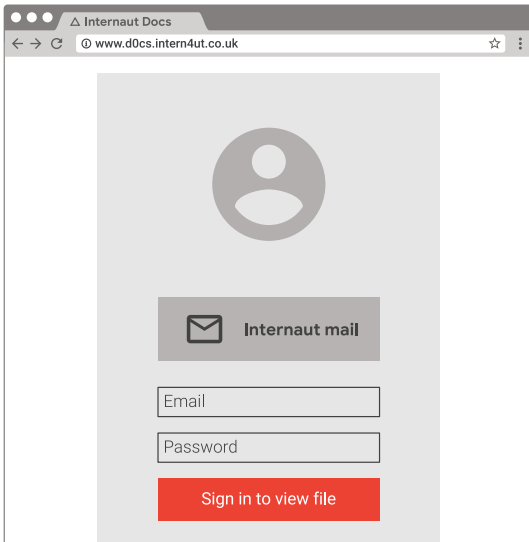 Internaut Docs
www.d0cs.intern4ut.co.uk
Internaut mail
Email
Password
Sign in to view file